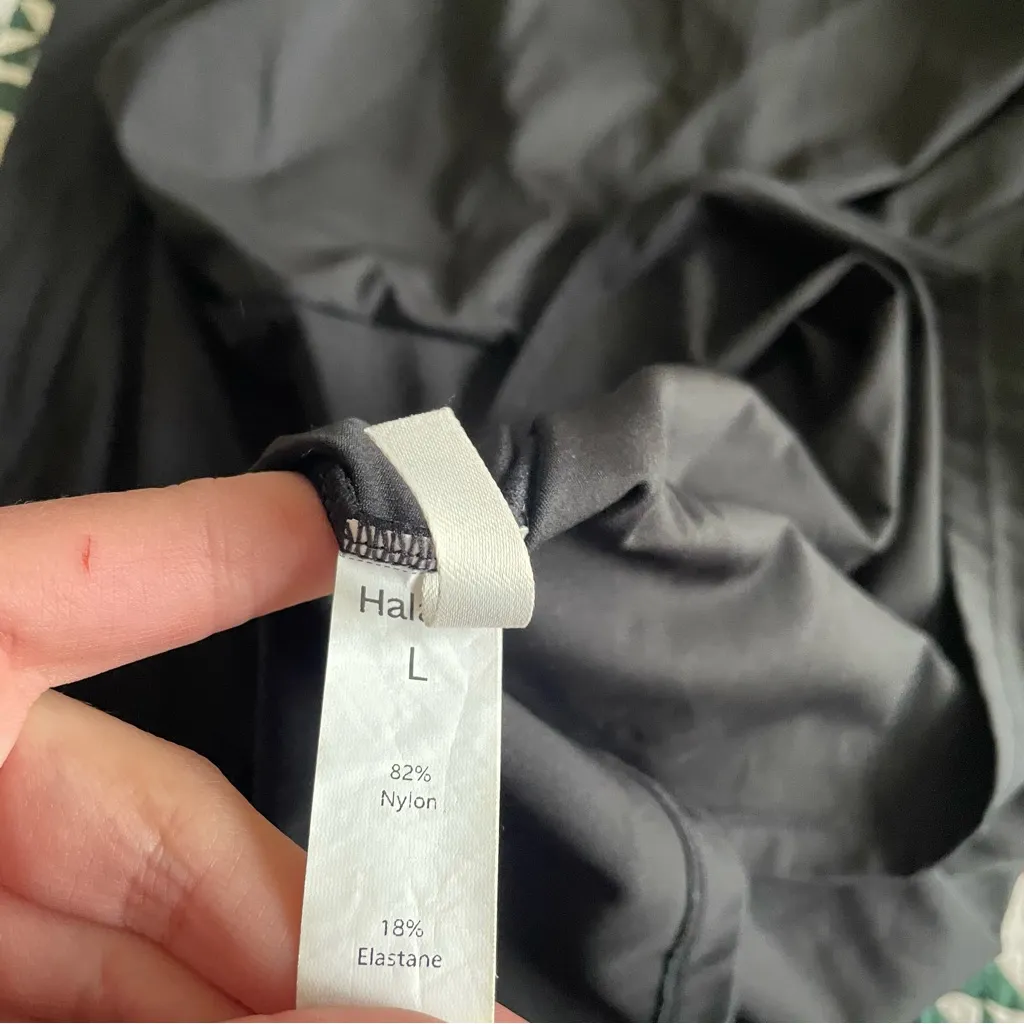 L
82%
Nylon
18%
Elastane